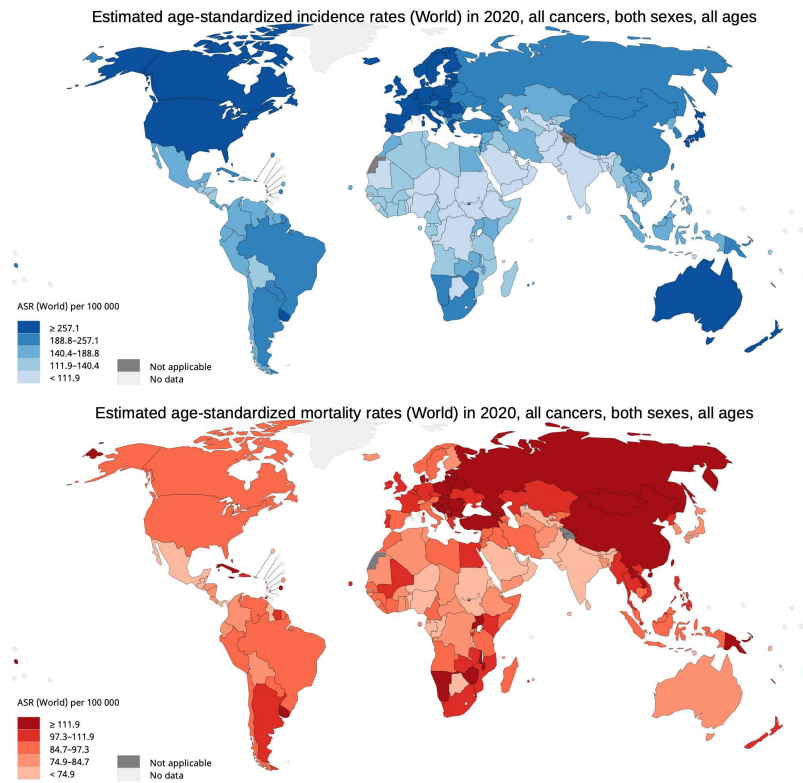 Estimated age-standardized incidence rates (World) in 2020, all cancers, both sexes, all ages
ASR (World) per 100 000
≥ 257.1
188.8–257.1
140.4–188.8
111.9–140.4
< 111.9
Not applicable
No data
Estimated age-standardized mortality rates (World) in 2020, all cancers, both sexes, all ages
ASR (World) per 100 000
≥ 111.9
97.3–111.9
84.7–97.3
74.9–84.7
< 74.9
Not applicable
No data